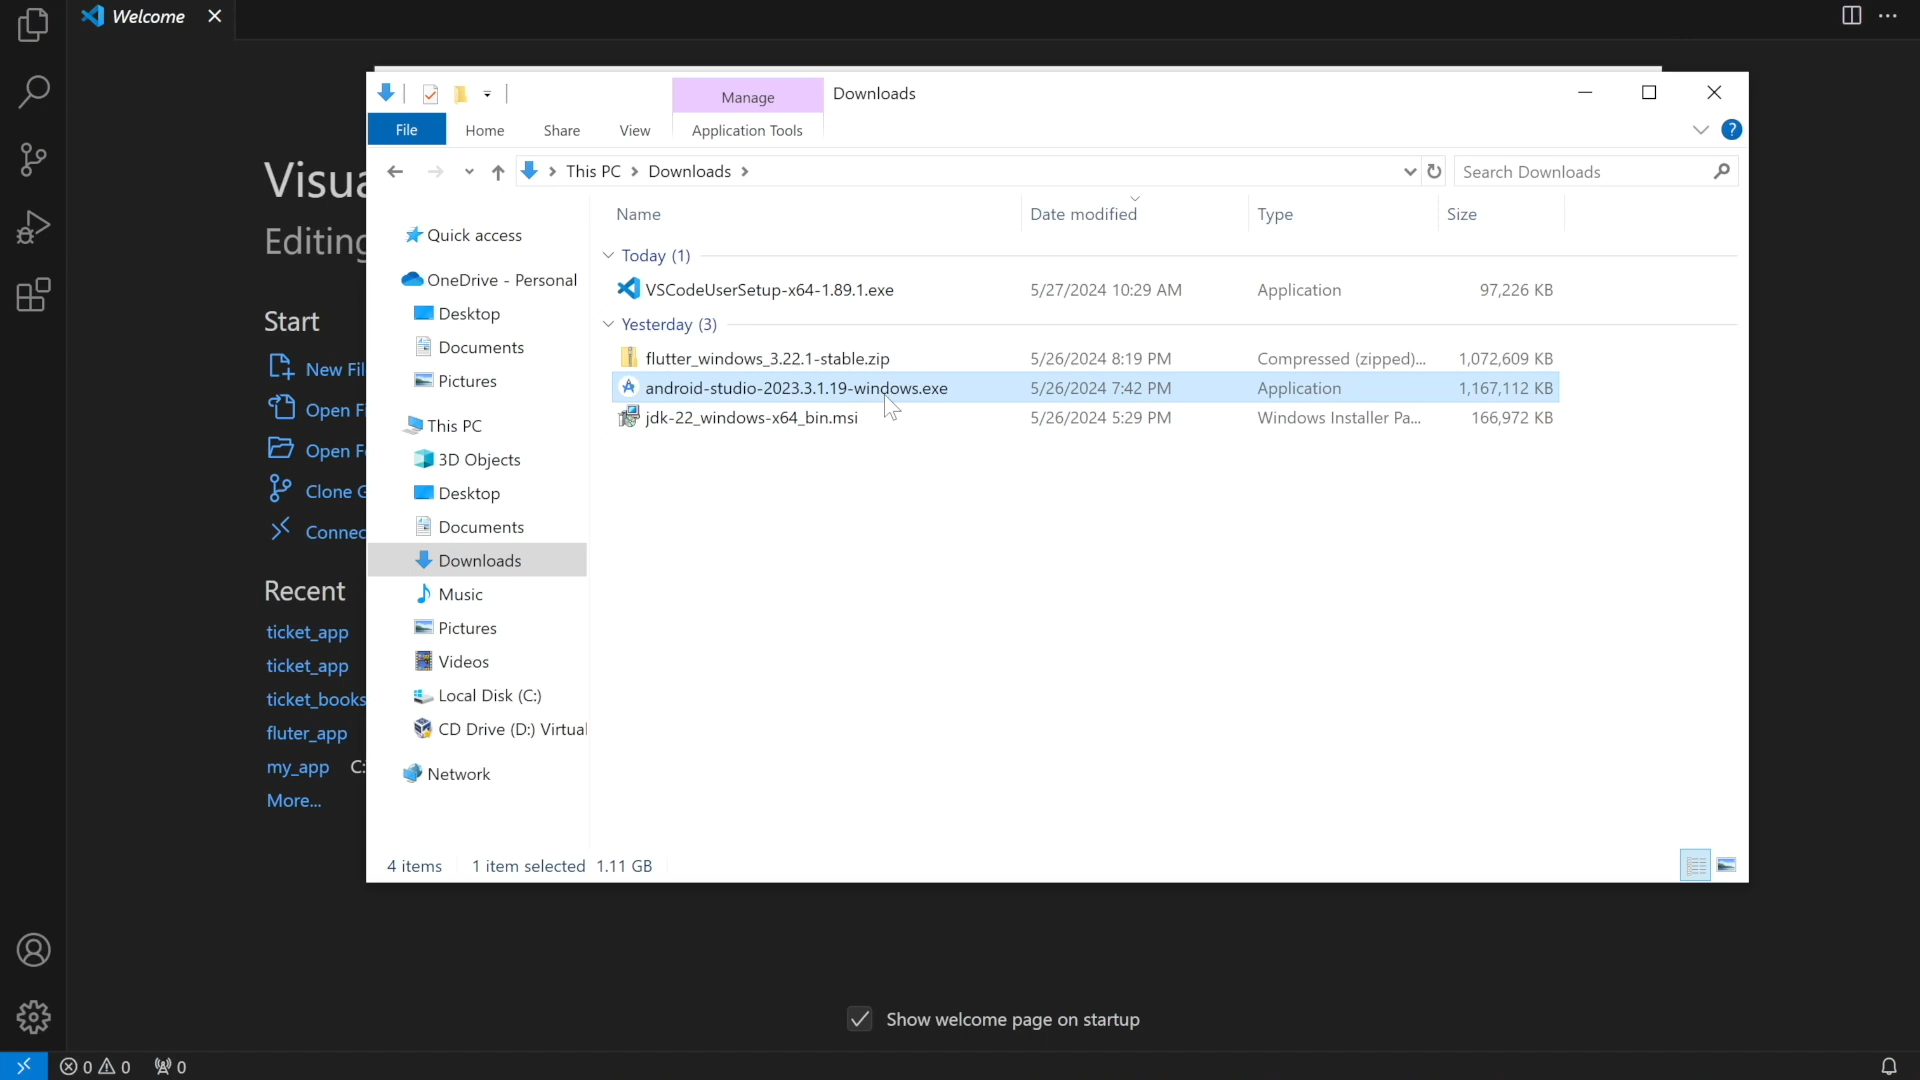 Welcome
Manage
Downloads
File
Home
Share
View
Application Tools
?
This PC
Downloads
Search Downloads
Name
Date modified
Type
Size
Quick access
OneDrive - Personal
Desktop
Documents
Pictures
This PC
3D Objects
Desktop
Documents
Downloads
Music
Pictures
Videos
Local Disk (C:)
CD Drive (D:) Virtual
Network
Today (1)
VSCodeUserSetup-x64-1.89.1.exe 5/27/2024 10:29 AM Application 97,226 KB
Yesterday (3)
flutter_windows_3.22.1-stable.zip 5/26/2024 8:19 PM Compressed (zipped)... 1,072,609 KB
android-studio-2023.3.1.19-windows.exe 5/26/2024 7:42 PM Application 1,167,112 KB
jdk-22_windows-x64_bin.msi 5/26/2024 5:29 PM Windows Installer Pa... 166,972 KB
4 items 1 item selected 1.11 GB
Visua
Editing
Start
New Fil
Open F
Open F
Clone G
Connec
Recent
ticket_app
ticket_app
ticket_books
fluter_app
my_app C:
More...
Show welcome page on startup
0 0 0